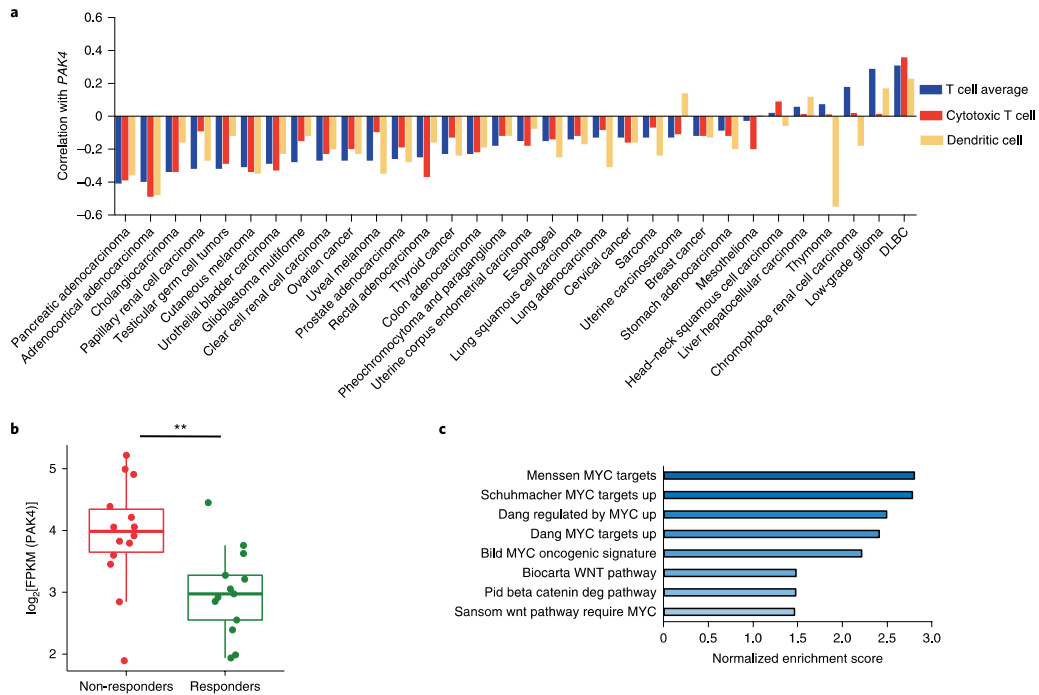 a
0.6
0.4
0.2
0
–0.2
–0.4
–0.6
Correlation with PAK4
T cell average
Cytotoxic T cell
Dendritic cell
Pancreatic adenocarcinoma
Adrenocortical adenocarcinoma
Cholangiocarcinoma
Papillary renal cell carcinoma
Testicular germ cell tumors
Cutaneous melanoma
Urothelial bladder carcinoma
Glioblastoma multiforme
Clear cell renal cell carcinoma
Ovarian cancer
Uveal melanoma
Prostate adenocarcinoma
Rectal adenocarcinoma
Thyroid cancer
Colon adenocarcinoma
Pheochromocytoma and paraganglioma
Uterine corpus endometrial carcinoma
Esophogeal
Lung squamous cell carcinoma
Lung adenocarcinoma
Cervical cancer
Sarcoma
Uterine carcinosarcoma
Breast cancer
Stomach adenocarcinoma
Mesothelioma
Head–neck squamous cell carcinoma
Liver hepatocellular carcinoma
Thymoma
Chromophobe renal cell carcinoma
Low-grade glioma
DLBC
b
**
5
4
3
2
log2[FPKM (PAK4)]
Non-responders
Responders
c
Menssen MYC targets
Schuhmacher MYC targets up
Dang regulated by MYC up
Dang MYC targets up
Bild MYC oncogenic signature
Biocarta WNT pathway
Pid beta catenin deg pathway
Sansom wnt pathway require MYC
0
0.5
1.0
1.5
2.0
2.5
3.0
Normalized enrichment score